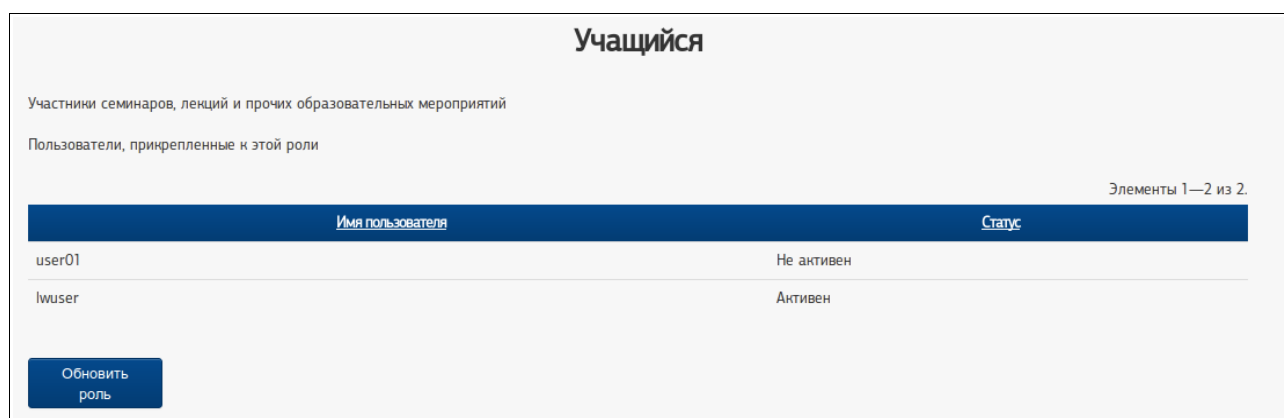 Учащийся
Участники семинаров, лекций и прочих образовательных мероприятий
Пользователи, прикрепленные к этой роли
Элементы 1—2 из 2.
Имя пользователя Статус
user01 Не активен
lwuser Активен
Обновить
роль